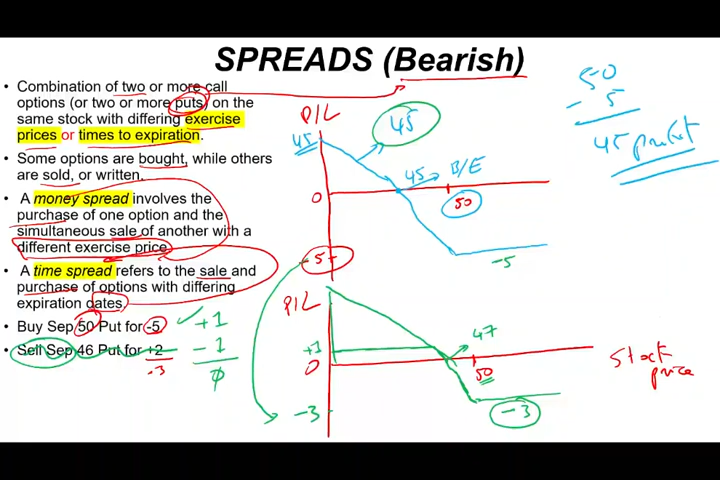 SPREADS (Bearish)
• Combination of two or more call
options (or two or more puts) on the
same stock with differing exercise
prices or times to expiration.
• Some options are bought, while others
are sold, or written.
• A money spread involves the
purchase of one option and the
simultaneous sale of another with a
different exercise price.
• A time spread refers to the sale and
purchase of options with differing
expiration dates.
• Buy Sep 50 Put for -5
• Sell Sep 46 Put for +2
-3
+1
-1
0
P/L
45
45
45 → B/E
0
50
-5
-5
50
- 5
45 profit
P/L
+1
0
47
50
-3
-3
Stock
price